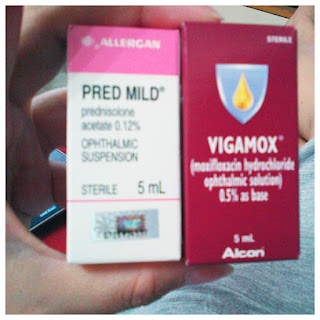 ALLERGAN
PRED MILD®
prednisolone
acetate 0.12%
OPHTHALMIC
SUSPENSION
STERILE 5 mL
STERILE
VIGAMOX®
(moxifloxacin hydrochloride
ophthalmic solution)
0.5% as base
5 mL
Alcon